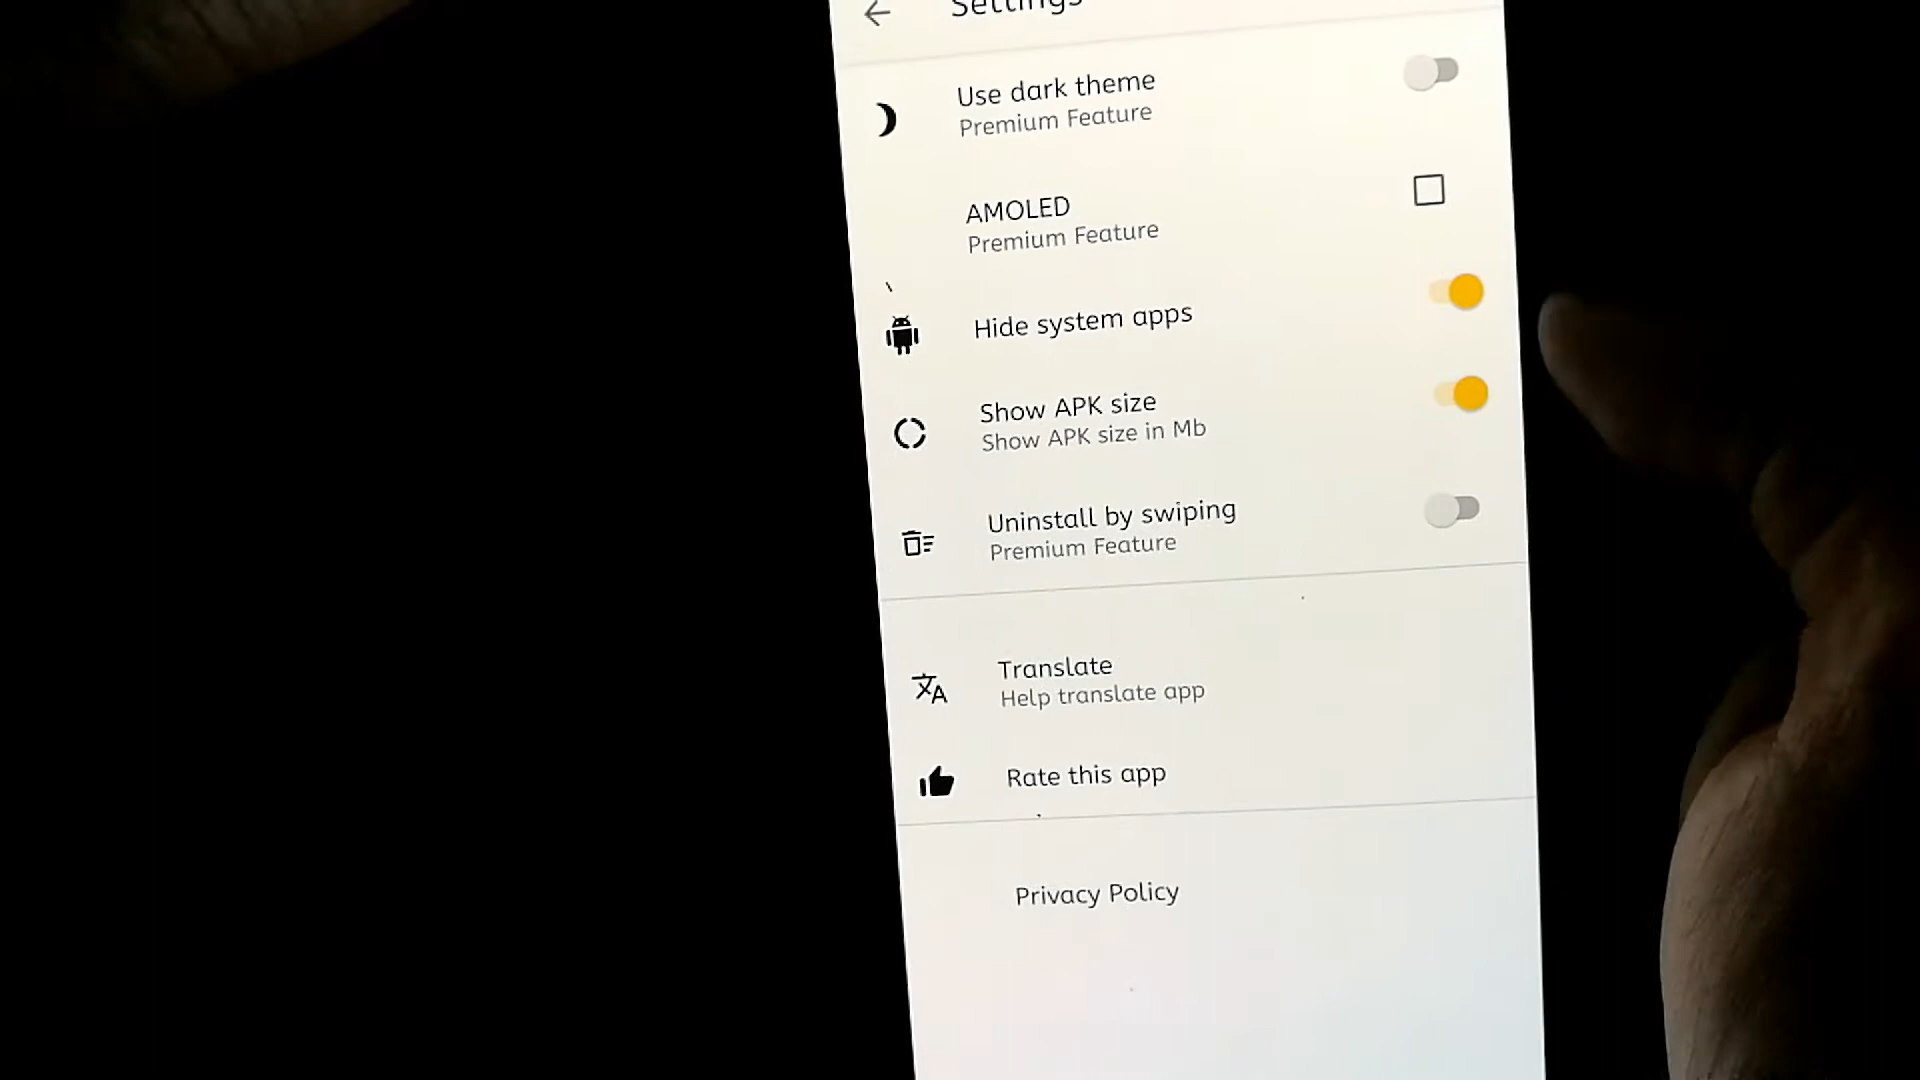 Settings
Use dark theme
Premium Feature
AMOLED
Premium Feature
Hide system apps
Show APK size
Show APK size in Mb
Uninstall by swiping
Premium Feature
Translate
Help translate app
Rate this app
Privacy Policy